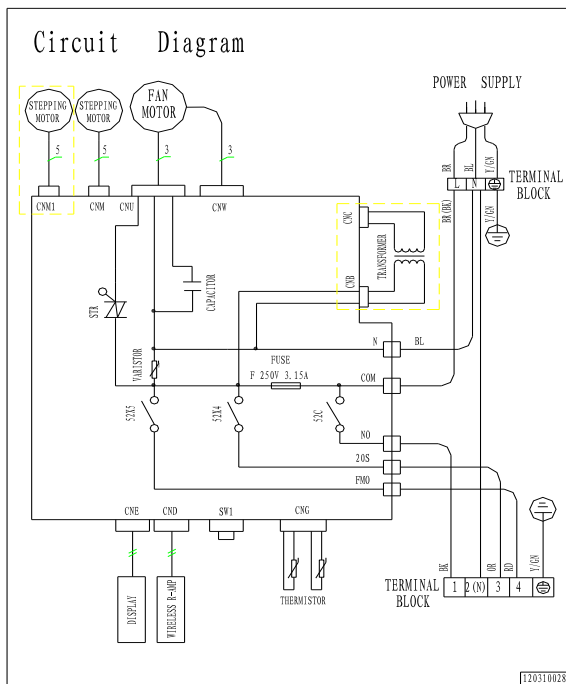 Circuit Diagram
STEPPING
MOTOR
STEPPING
MOTOR
FAN
MOTOR
POWER SUPPLY
5
5
3
3
BR
BL
Y/GN
L
N
TERMINAL
BLOCK
CNM1
CNM
CNU
CNW
CNC
BR(BK)
Y/GN
TRANSFORMER
CNB
STR
CAPACITOR
VARISTOR
N
BL
FUSE
F 250V 3.15A
COM
52X5
52X4
52C
NO
20S
FMO
CNE
CND
SW1
CNG
BK
OR
RD
Y/GN
DISPLAY
WIRELESS R-AMP
THERMISTOR
TERMINAL
BLOCK
1
2(N)
3
4
120310028